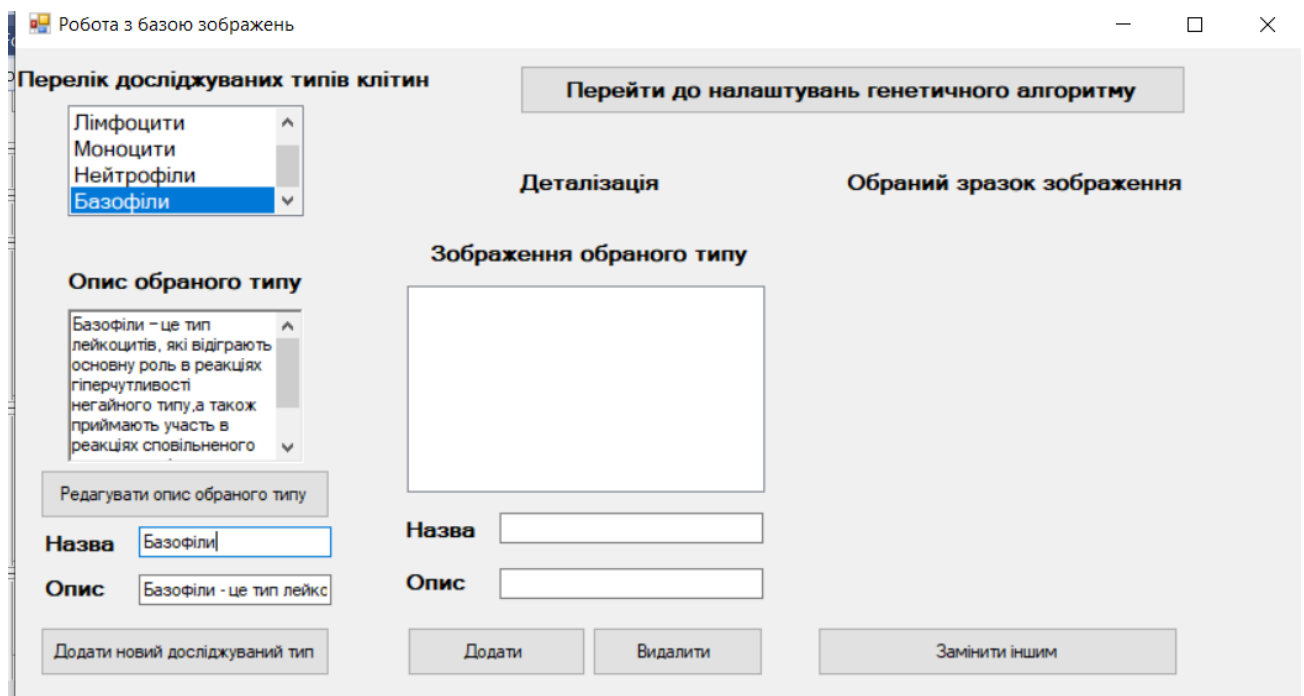 Робота з базою зображень
Перелік досліджуваних типів клітин
Перейти до налаштувань генетичного алгоритму
Лімфоцити
Моноцити
Нейтрофіли
Базофіли
Деталізація
Обраний зразок зображення
Зображення обраного типу
Опис обраного типу
Базофіли – це тип
лейкоцитів, які відіграють
основну роль в реакціях
гіперчутливості
негайного типу,а також
приймають участь в
реакціях сповільненого
Редагувати опис обраного типу
Назва
Базофіли
Опис
Базофіли - це тип лейкс
Додати новий досліджуваний тип
Назва
Опис
Додати
Видалити
Замінити іншим